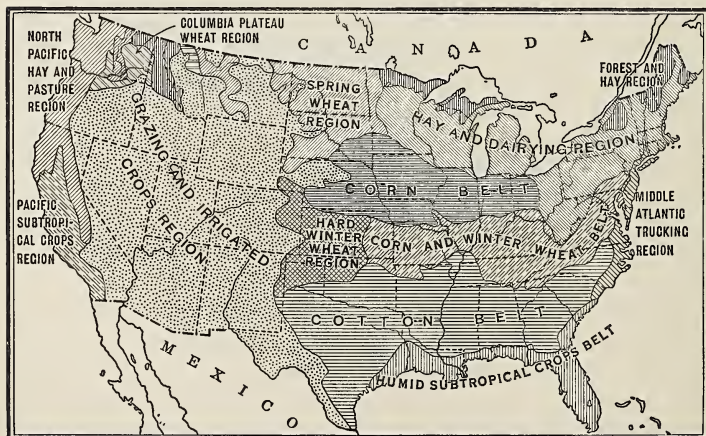 COLUMBIA PLATEAU
WHEAT REGION
NORTH
PACIFIC
HAY AND
PASTURE
REGION
CANADA
FOREST AND
HAY REGION
SPRING
WHEAT
REGION
HAY AND DAIRYING REGION
GRAZING AND IRRIGATED
CROPS REGION
CORN BELT
PACIFIC
SUBTROPI-
CAL CROPS
REGION
HARD
WINTER
WHEAT
REGION
CORN AND WINTER WHEAT BELT
MIDDLE
ATLANTIC
TRUCKING
REGION
COTTON BELT
MEXICO
HUMID SUBTROPICAL CROPS BELT